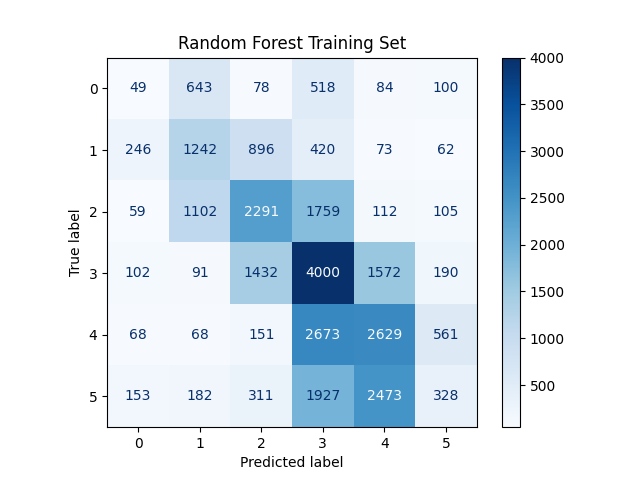 Random Forest Training Set
True label
0 49 643 78 518 84 100
1 246 1242 896 420 73 62
2 59 1102 2291 1759 112 105
3 102 91 1432 4000 1572 190
4 68 68 151 2673 2629 561
5 153 182 311 1927 2473 328
0 1 2 3 4 5
Predicted label
4000
3500
3000
2500
2000
1500
1000
500